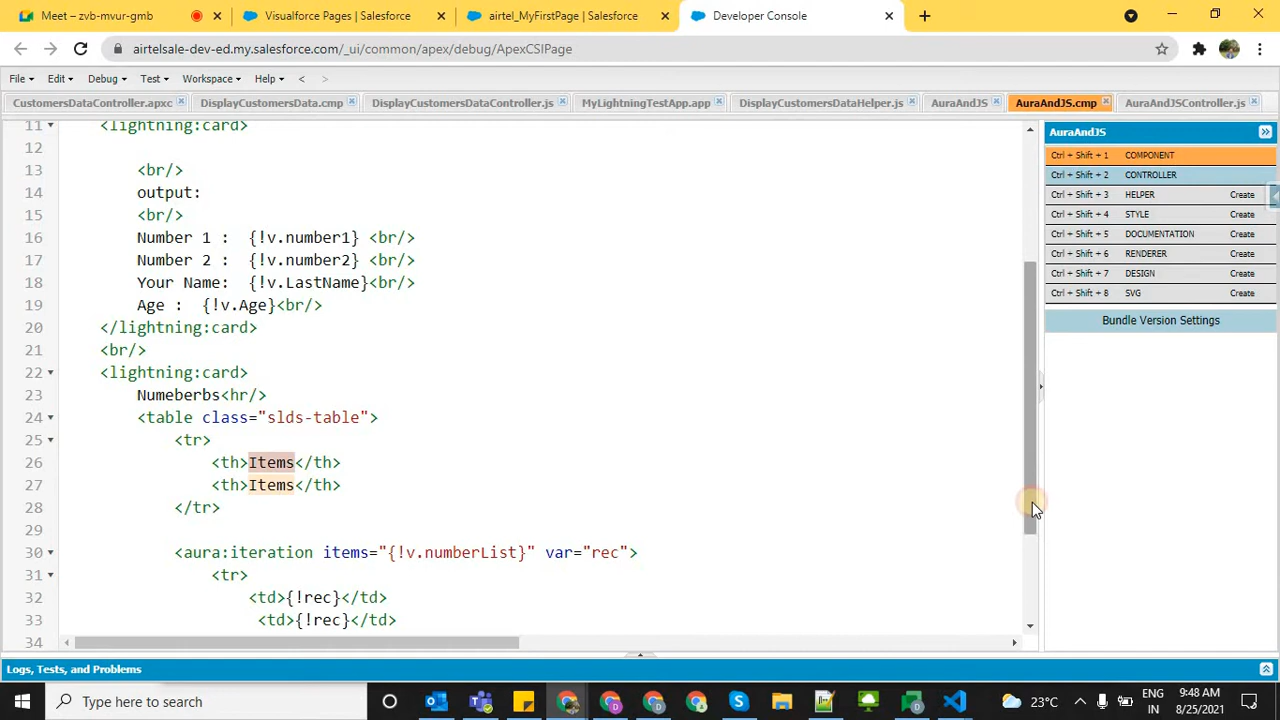 Meet – zvb-mvur-gmb
Visualforce Pages | Salesforce
airtel_MyFirstPage | Salesforce
Developer Console
airtelsale-dev-ed.my.salesforce.com/_ui/common/apex/debug/ApexCSIPage
File Edit Debug Test Workspace Help < >
CustomersDataController.apxc DisplayCustomersData.cmp DisplayCustomersDataController.js MyLightningTestApp.app DisplayCustomersDataHelper.js AuraAndJS AuraAndJS.cmp AuraAndJSController.js
11 <lightning:card>
12
13 <br/>
14 output:
15 <br/>
16 Number 1 : {!v.number1} <br/>
17 Number 2 : {!v.number2} <br/>
18 Your Name: {!v.LastName}<br/>
19 Age : {!v.Age}<br/>
20 </lightning:card>
21 <br/>
22 <lightning:card>
23 Numeberbs<hr/>
24 <table class="slds-table">
25 <tr>
26 <th>Items</th>
27 <th>Items</th>
28 </tr>
29
30 <aura:iteration items="{!v.numberList}" var="rec">
31 <tr>
32 <td>{!rec}</td>
33 <td>{!rec}</td>
34
AuraAndJS
Ctrl + Shift + 1 COMPONENT
Ctrl + Shift + 2 CONTROLLER
Ctrl + Shift + 3 HELPER Create
Ctrl + Shift + 4 STYLE Create
Ctrl + Shift + 5 DOCUMENTATION Create
Ctrl + Shift + 6 RENDERER Create
Ctrl + Shift + 7 DESIGN Create
Ctrl + Shift + 8 SVG Create
Bundle Version Settings
Logs, Tests, and Problems
Type here to search
23°C
ENG
IN
9:48 AM
8/25/2021